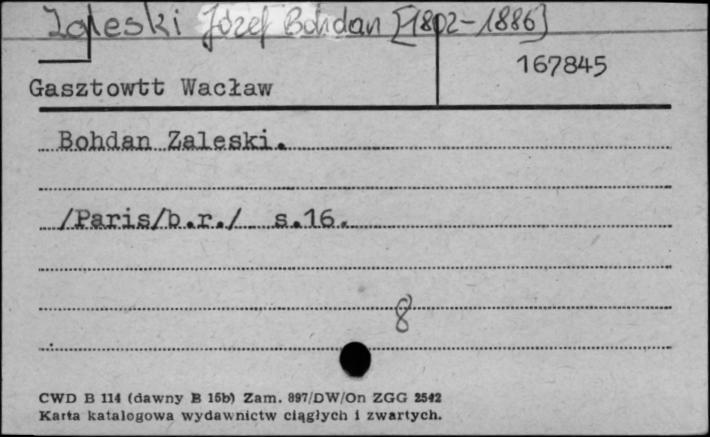 Zaleski Józef Bohdan [1802-1886]
167845
Gasztowtt Wacław
Bohdan Zaleski.
/Paris/b.r./ s.16.
8
CWD B 114 (dawny B 15b) Zam. 897/DW/On ZGG 2542
Karta katalogowa wydawnictw ciągłych i zwartych.